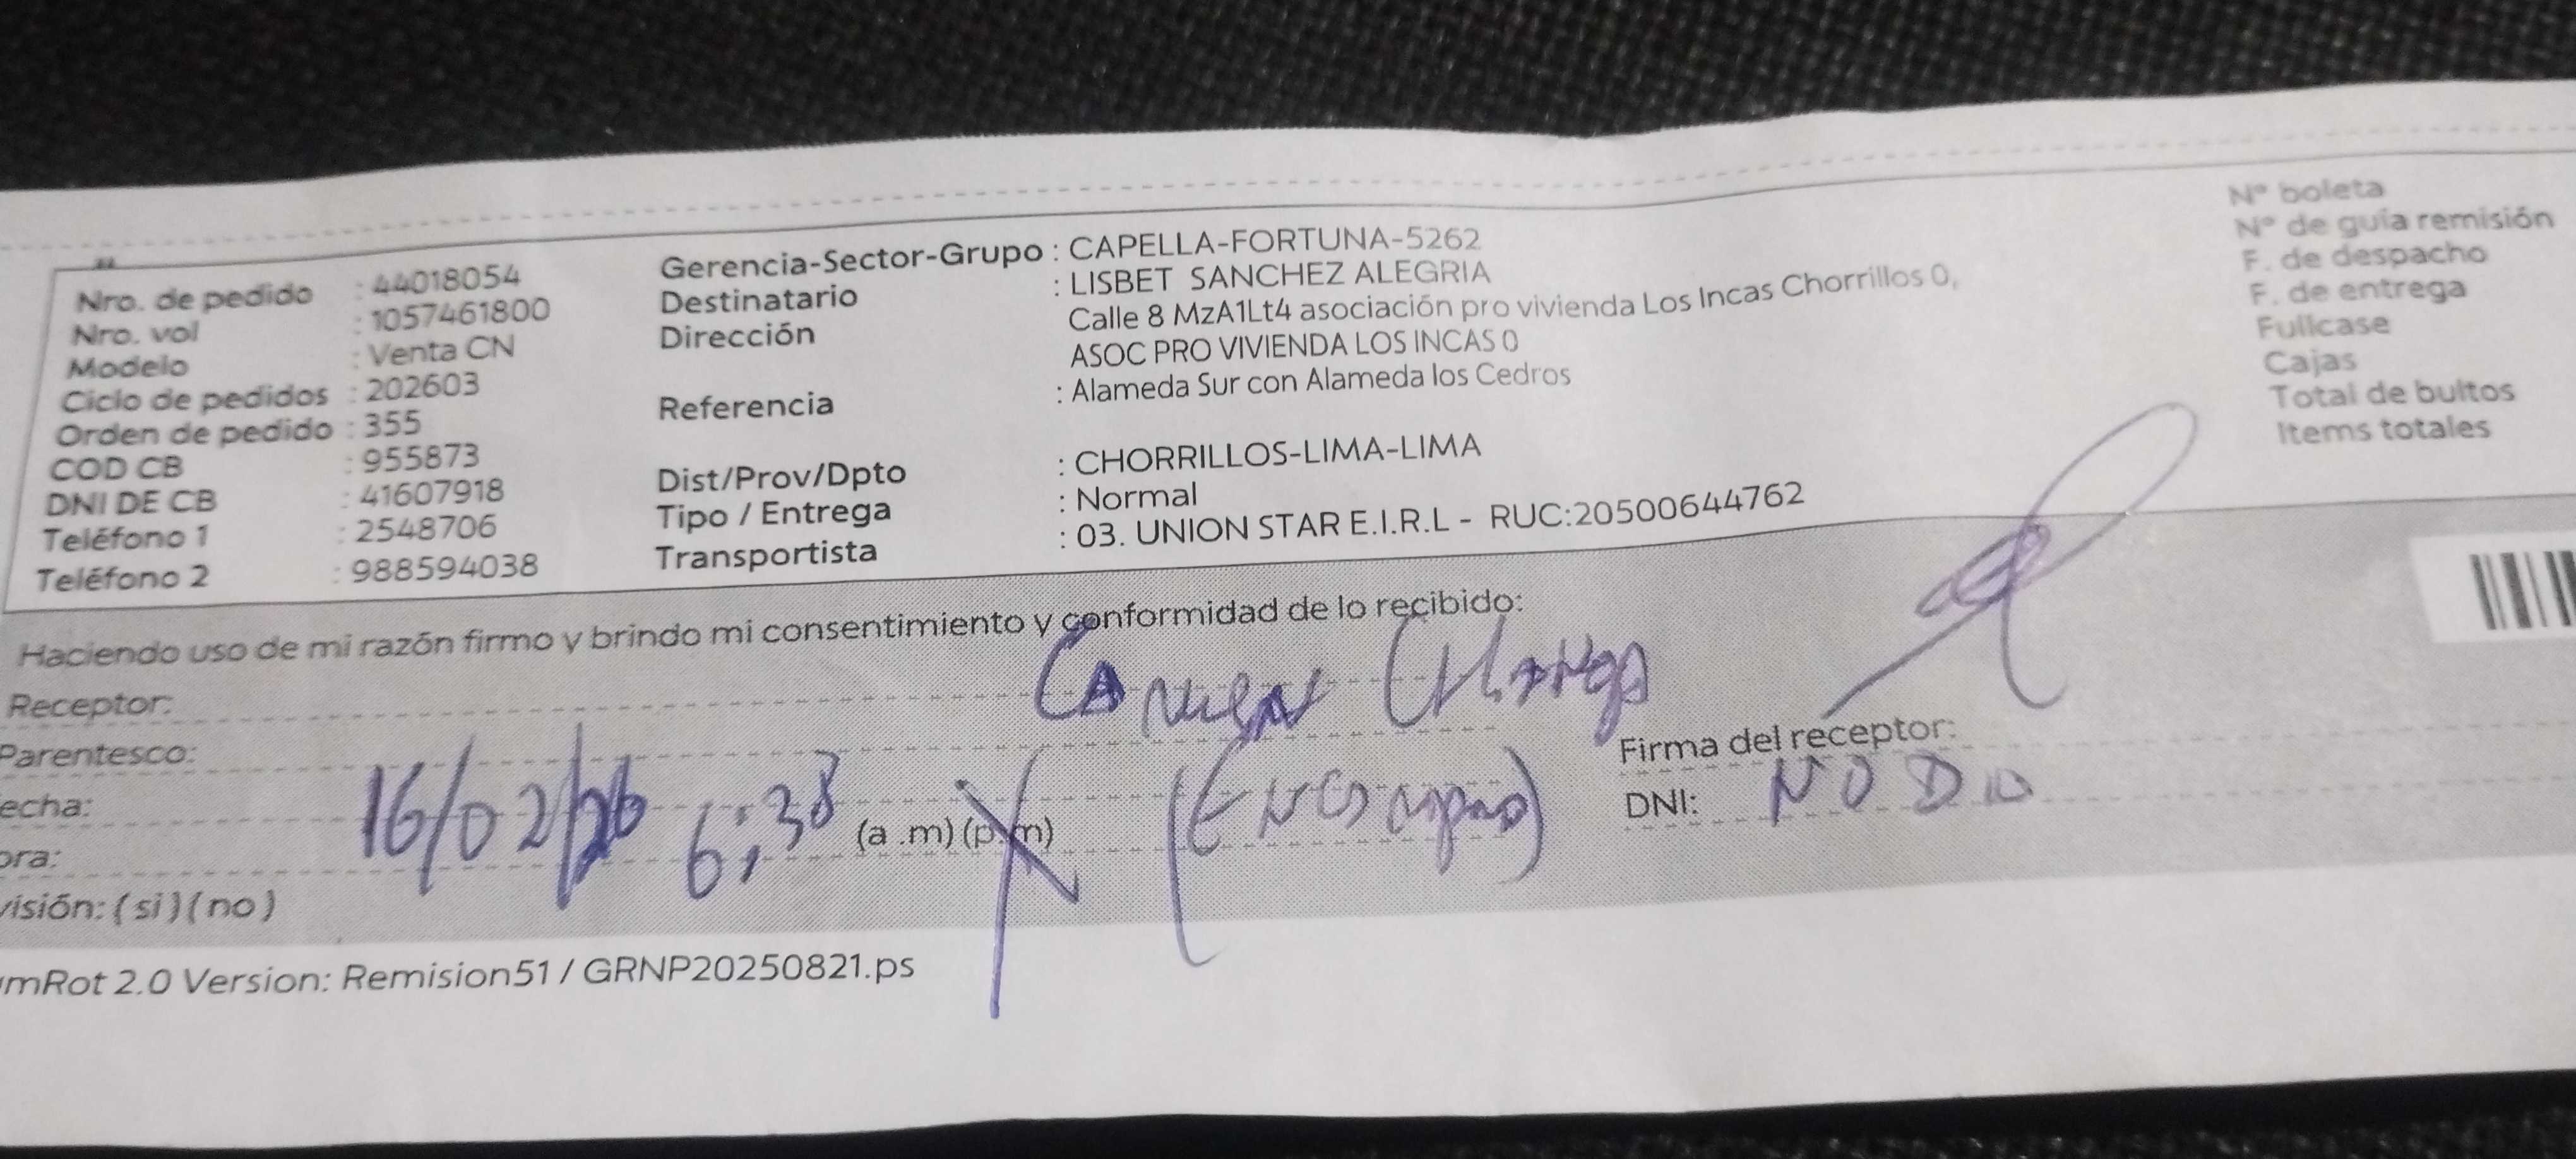 Nro. de pedido : 44018054
Nro. vol : 1057461800
Modelo : Venta CN
Ciclo de pedidos : 202603
Orden de pedido : 355
COD CB : 955873
DNI DE CB : 41607918
Teléfono 1 : 2548706
Teléfono 2 : 988594038
Gerencia-Sector-Grupo : CAPELLA-FORTUNA-5262
Destinatario : LISBET SANCHEZ ALEGRIA
Dirección Calle 8 MzA1Lt4 asociación pro vivienda Los Incas Chorrillos 0,
ASOC PRO VIVIENDA LOS INCAS 0
Referencia : Alameda Sur con Alameda los Cedros
Dist/Prov/Dpto : CHORRILLOS-LIMA-LIMA
Tipo / Entrega : Normal
Transportista : 03. UNION STAR E.I.R.L - RUC:20500644762
N° boleta
N° de guía remisión
F. de despacho
F. de entrega
Fullcase
Cajas
Total de bultos
Items totales
Haciendo uso de mi razón firmo y brindo mi consentimiento y conformidad de lo recibido:
Receptor:
Parentesco:
echa: 16/02/26
ora: 6:38 (a .m) (p.m)
visión: ( si ) ( no )
Firma del receptor:
DNI: NO DIO
mRot 2.0 Version: Remision51 / GRNP20250821.ps